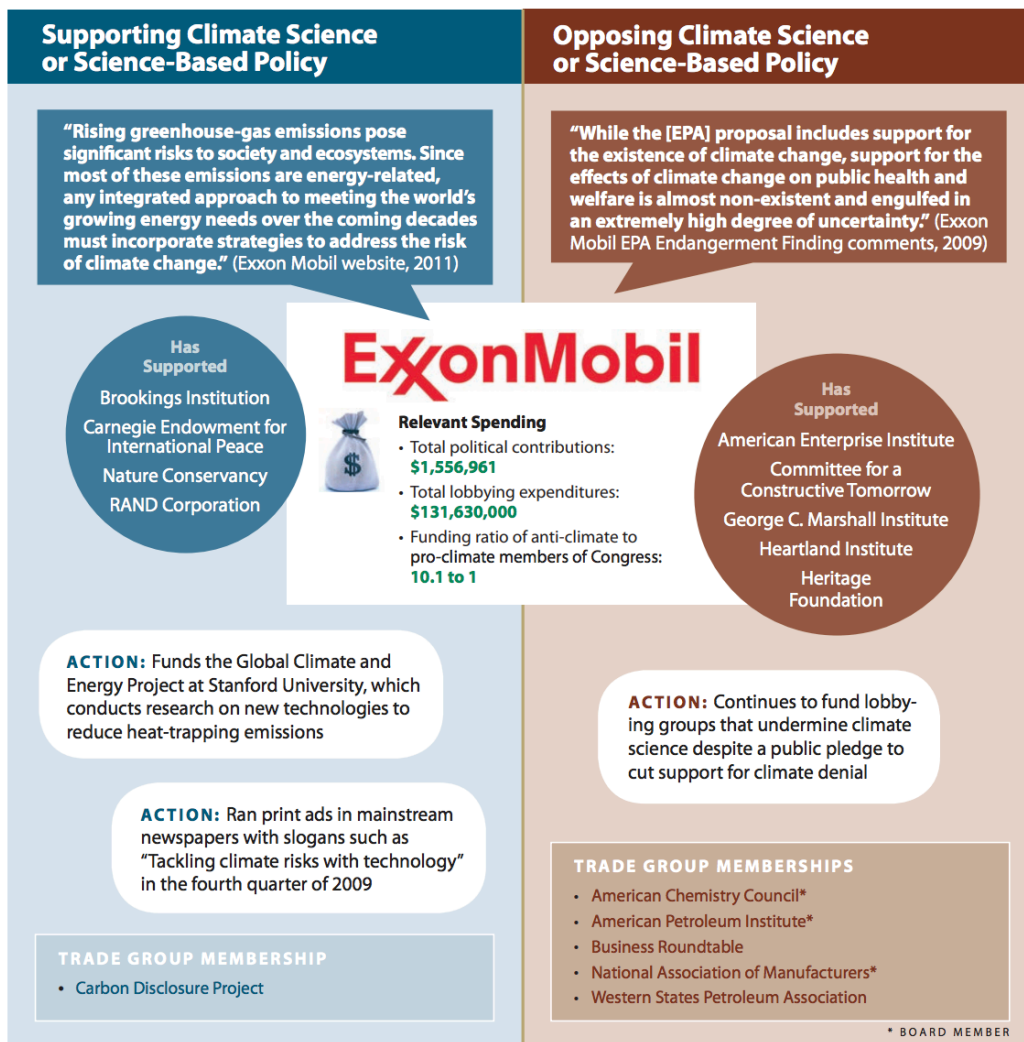 Supporting Climate Science
or Science-Based Policy
“Rising greenhouse-gas emissions pose
significant risks to society and ecosystems. Since
most of these emissions are energy-related,
any integrated approach to meeting the world’s
growing energy needs over the coming decades
must incorporate strategies to address the risk
of climate change.” (Exxon Mobil website, 2011)
Opposing Climate Science
or Science-Based Policy
“While the [EPA] proposal includes support for
the existence of climate change, support for the
effects of climate change on public health and
welfare is almost non-existent and engulfed in
an extremely high degree of uncertainty.” (Exxon
Mobil EPA Endangerment Finding comments, 2009)
Has
Supported
Brookings Institution
Carnegie Endowment for
International Peace
Nature Conservancy
RAND Corporation
ExxonMobil
$
Relevant Spending
• Total political contributions:
$1,556,961
• Total lobbying expenditures:
$131,630,000
• Funding ratio of anti-climate to
pro-climate members of Congress:
10.1 to 1
Has
Supported
American Enterprise Institute
Committee for a
Constructive Tomorrow
George C. Marshall Institute
Heartland Institute
Heritage
Foundation
ACTION: Funds the Global Climate and
Energy Project at Stanford University, which
conducts research on new technologies to
reduce heat-trapping emissions
ACTION: Ran print ads in mainstream
newspapers with slogans such as
“Tackling climate risks with technology”
in the fourth quarter of 2009
TRADE GROUP MEMBERSHIP
• Carbon Disclosure Project
ACTION: Continues to fund lobby-
ing groups that undermine climate
science despite a public pledge to
cut support for climate denial
TRADE GROUP MEMBERSHIPS
• American Chemistry Council*
• American Petroleum Institute*
• Business Roundtable
• National Association of Manufacturers*
• Western States Petroleum Association
* BOARD MEMBER